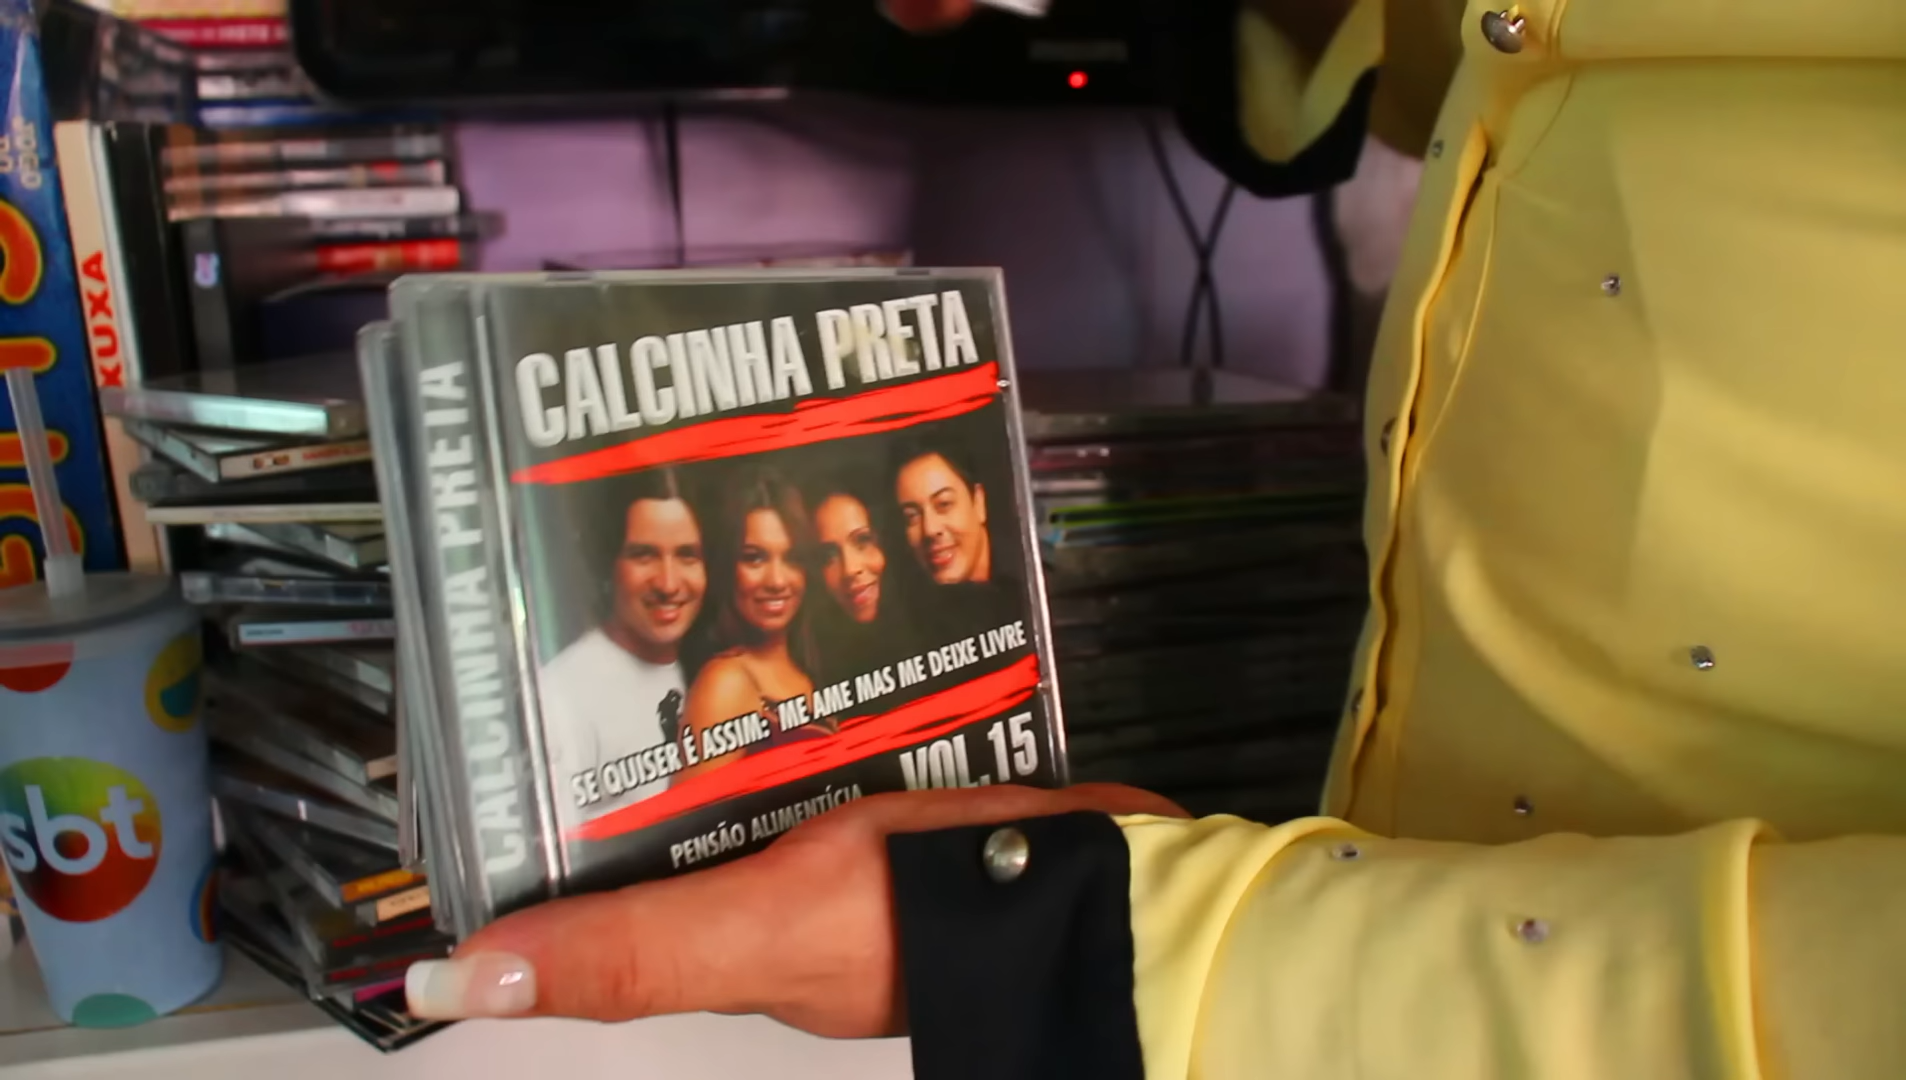 XUXA
CALCINHA PRETA
CALCINHA PRETA
SE QUISER É ASSIM: ME AME MAS ME DEIXE LIVRE
VOL.15
PENSÃO ALIMENTÍCIA
sbt